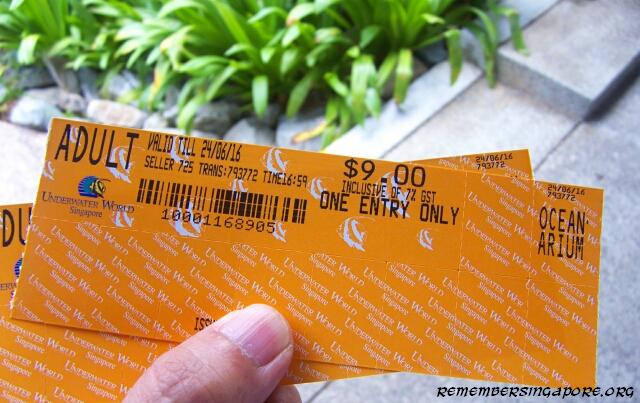 ADULT
VALID TILL 24/06/16
SELLER 725 TRANS:793772 TIME16:59
$9.00
INCLUSIVE OF 7% GST
ONE ENTRY ONLY
UNDERWATER WORLD
Singapore
10001168905
24/06/16
793772
OCEAN-
ARIUM
24/06/16
793772
REMEMBERSINGAPORE.ORG